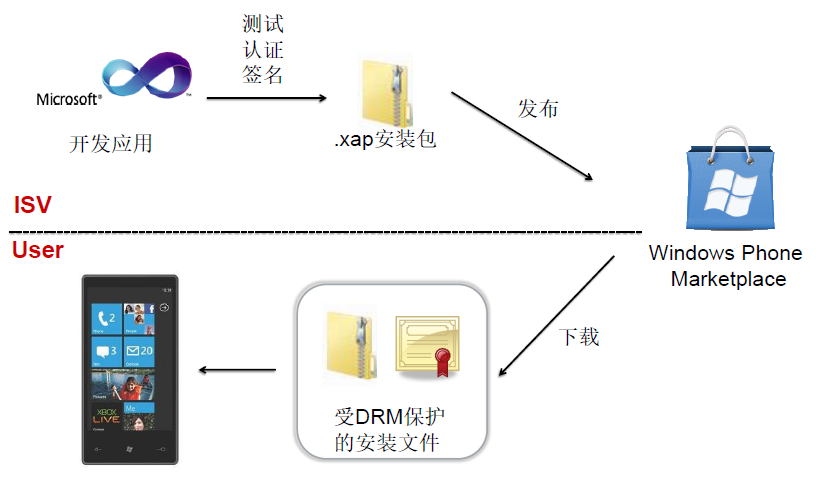 测试
认证
签名
Microsoft®
开发应用
.xap安装包
发布
ISV
User
Windows Phone
Marketplace
下载
2
3
20
XBOX
LIVE
Me
受DRM保护
的安装文件